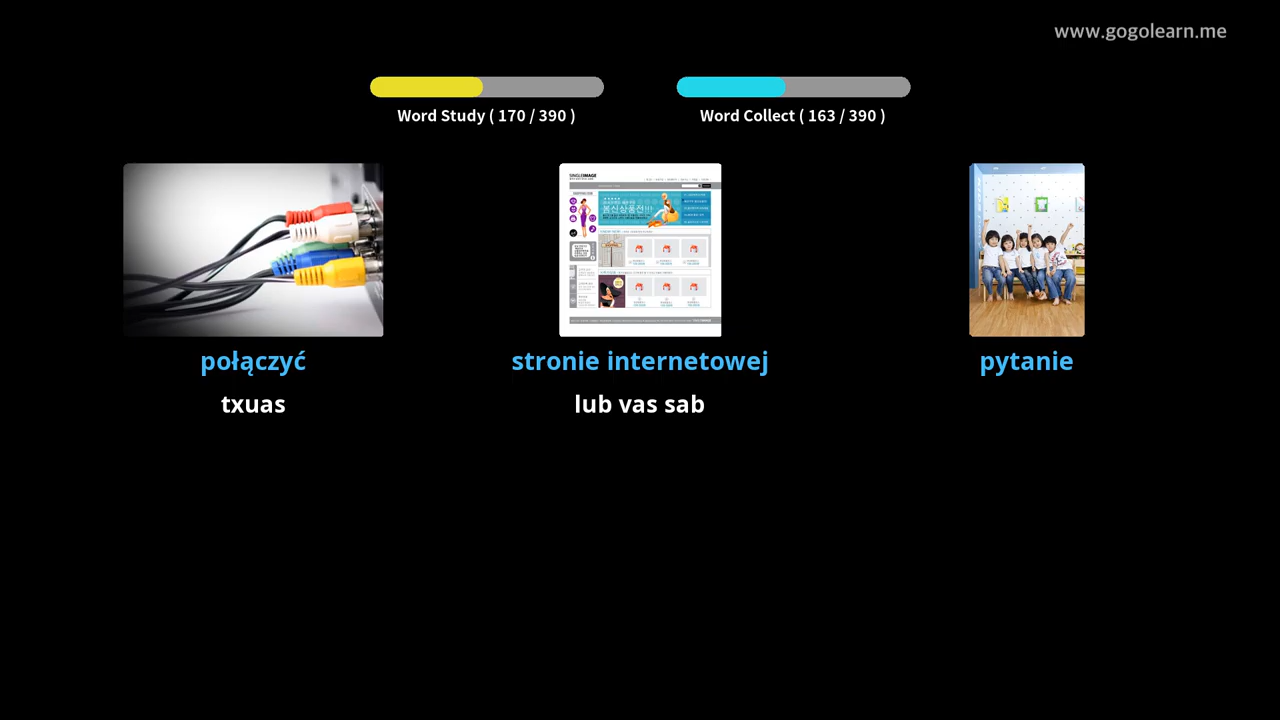 www.gogolearn.me
Word Study ( 170 / 390 )
Word Collect ( 163 / 390 )
połączyć
stronie internetowej
pytanie
txuas
lub vas sab